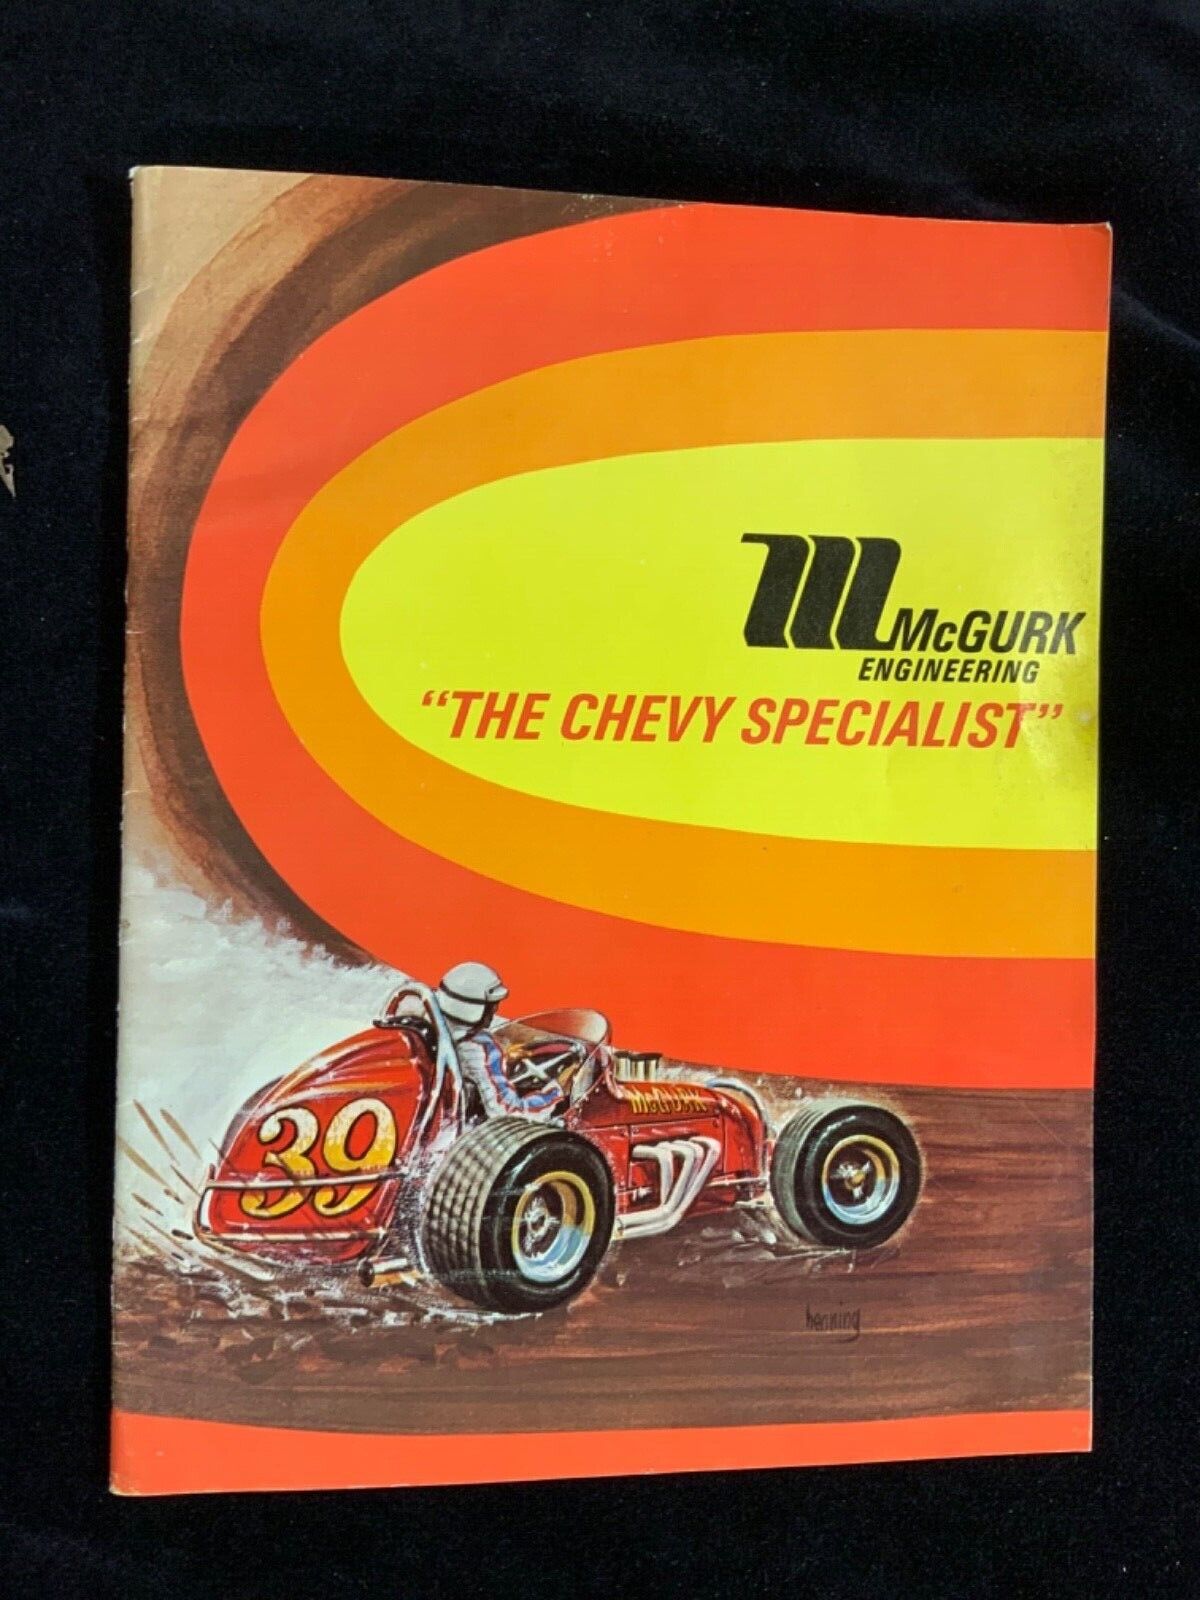 m McGURK
ENGINEERING
“THE CHEVY SPECIALIST”
39
McGURK
henning